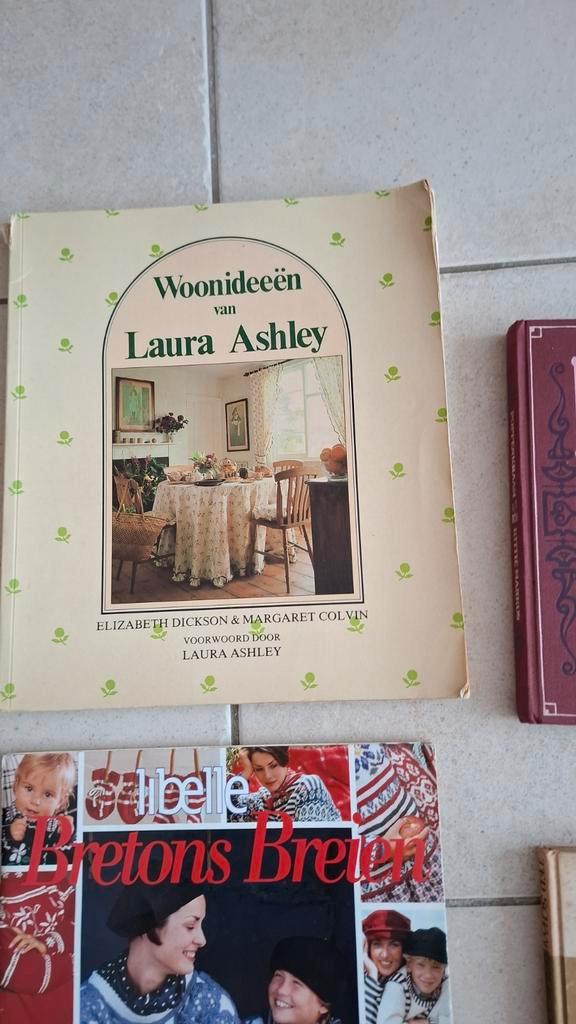 Woonideeën
van
Laura Ashley
ELIZABETH DICKSON & MARGARET COLVIN
VOORWOORD DOOR
LAURA ASHLEY
libelle
Bretons Breien